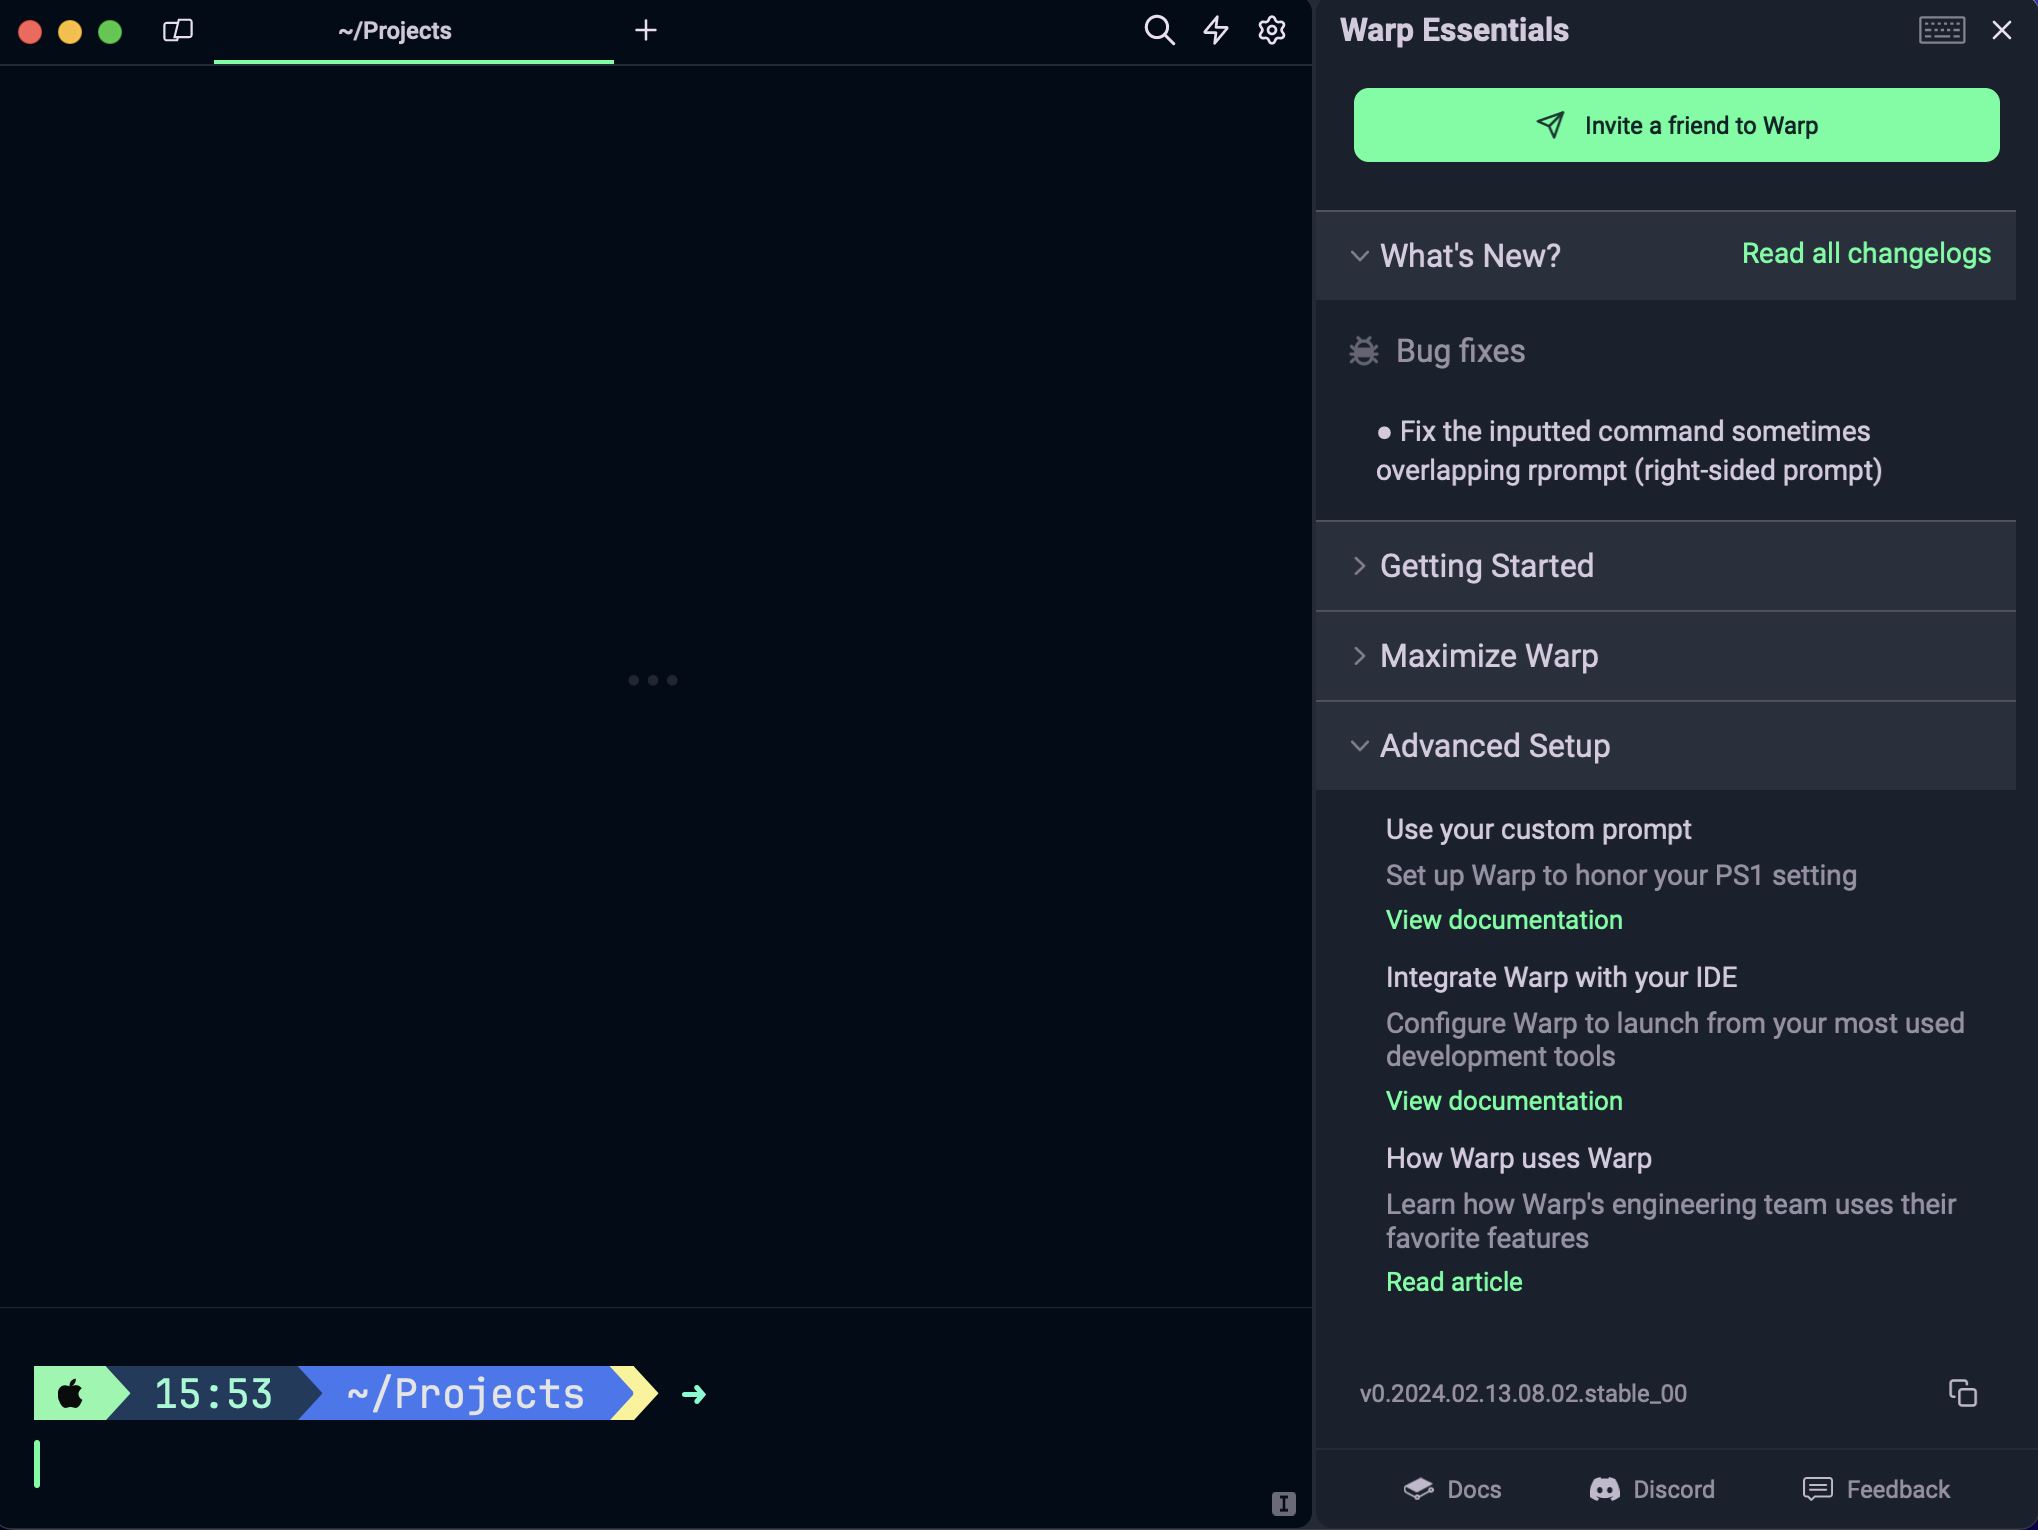 ~/Projects
15:53 ~/Projects
I
Warp Essentials
Invite a friend to Warp
What's New? Read all changelogs
Bug fixes
● Fix the inputted command sometimes
overlapping rprompt (right-sided prompt)
Getting Started
Maximize Warp
Advanced Setup
Use your custom prompt
Set up Warp to honor your PS1 setting
View documentation
Integrate Warp with your IDE
Configure Warp to launch from your most used
development tools
View documentation
How Warp uses Warp
Learn how Warp's engineering team uses their
favorite features
Read article
v0.2024.02.13.08.02.stable_00
Docs Discord Feedback